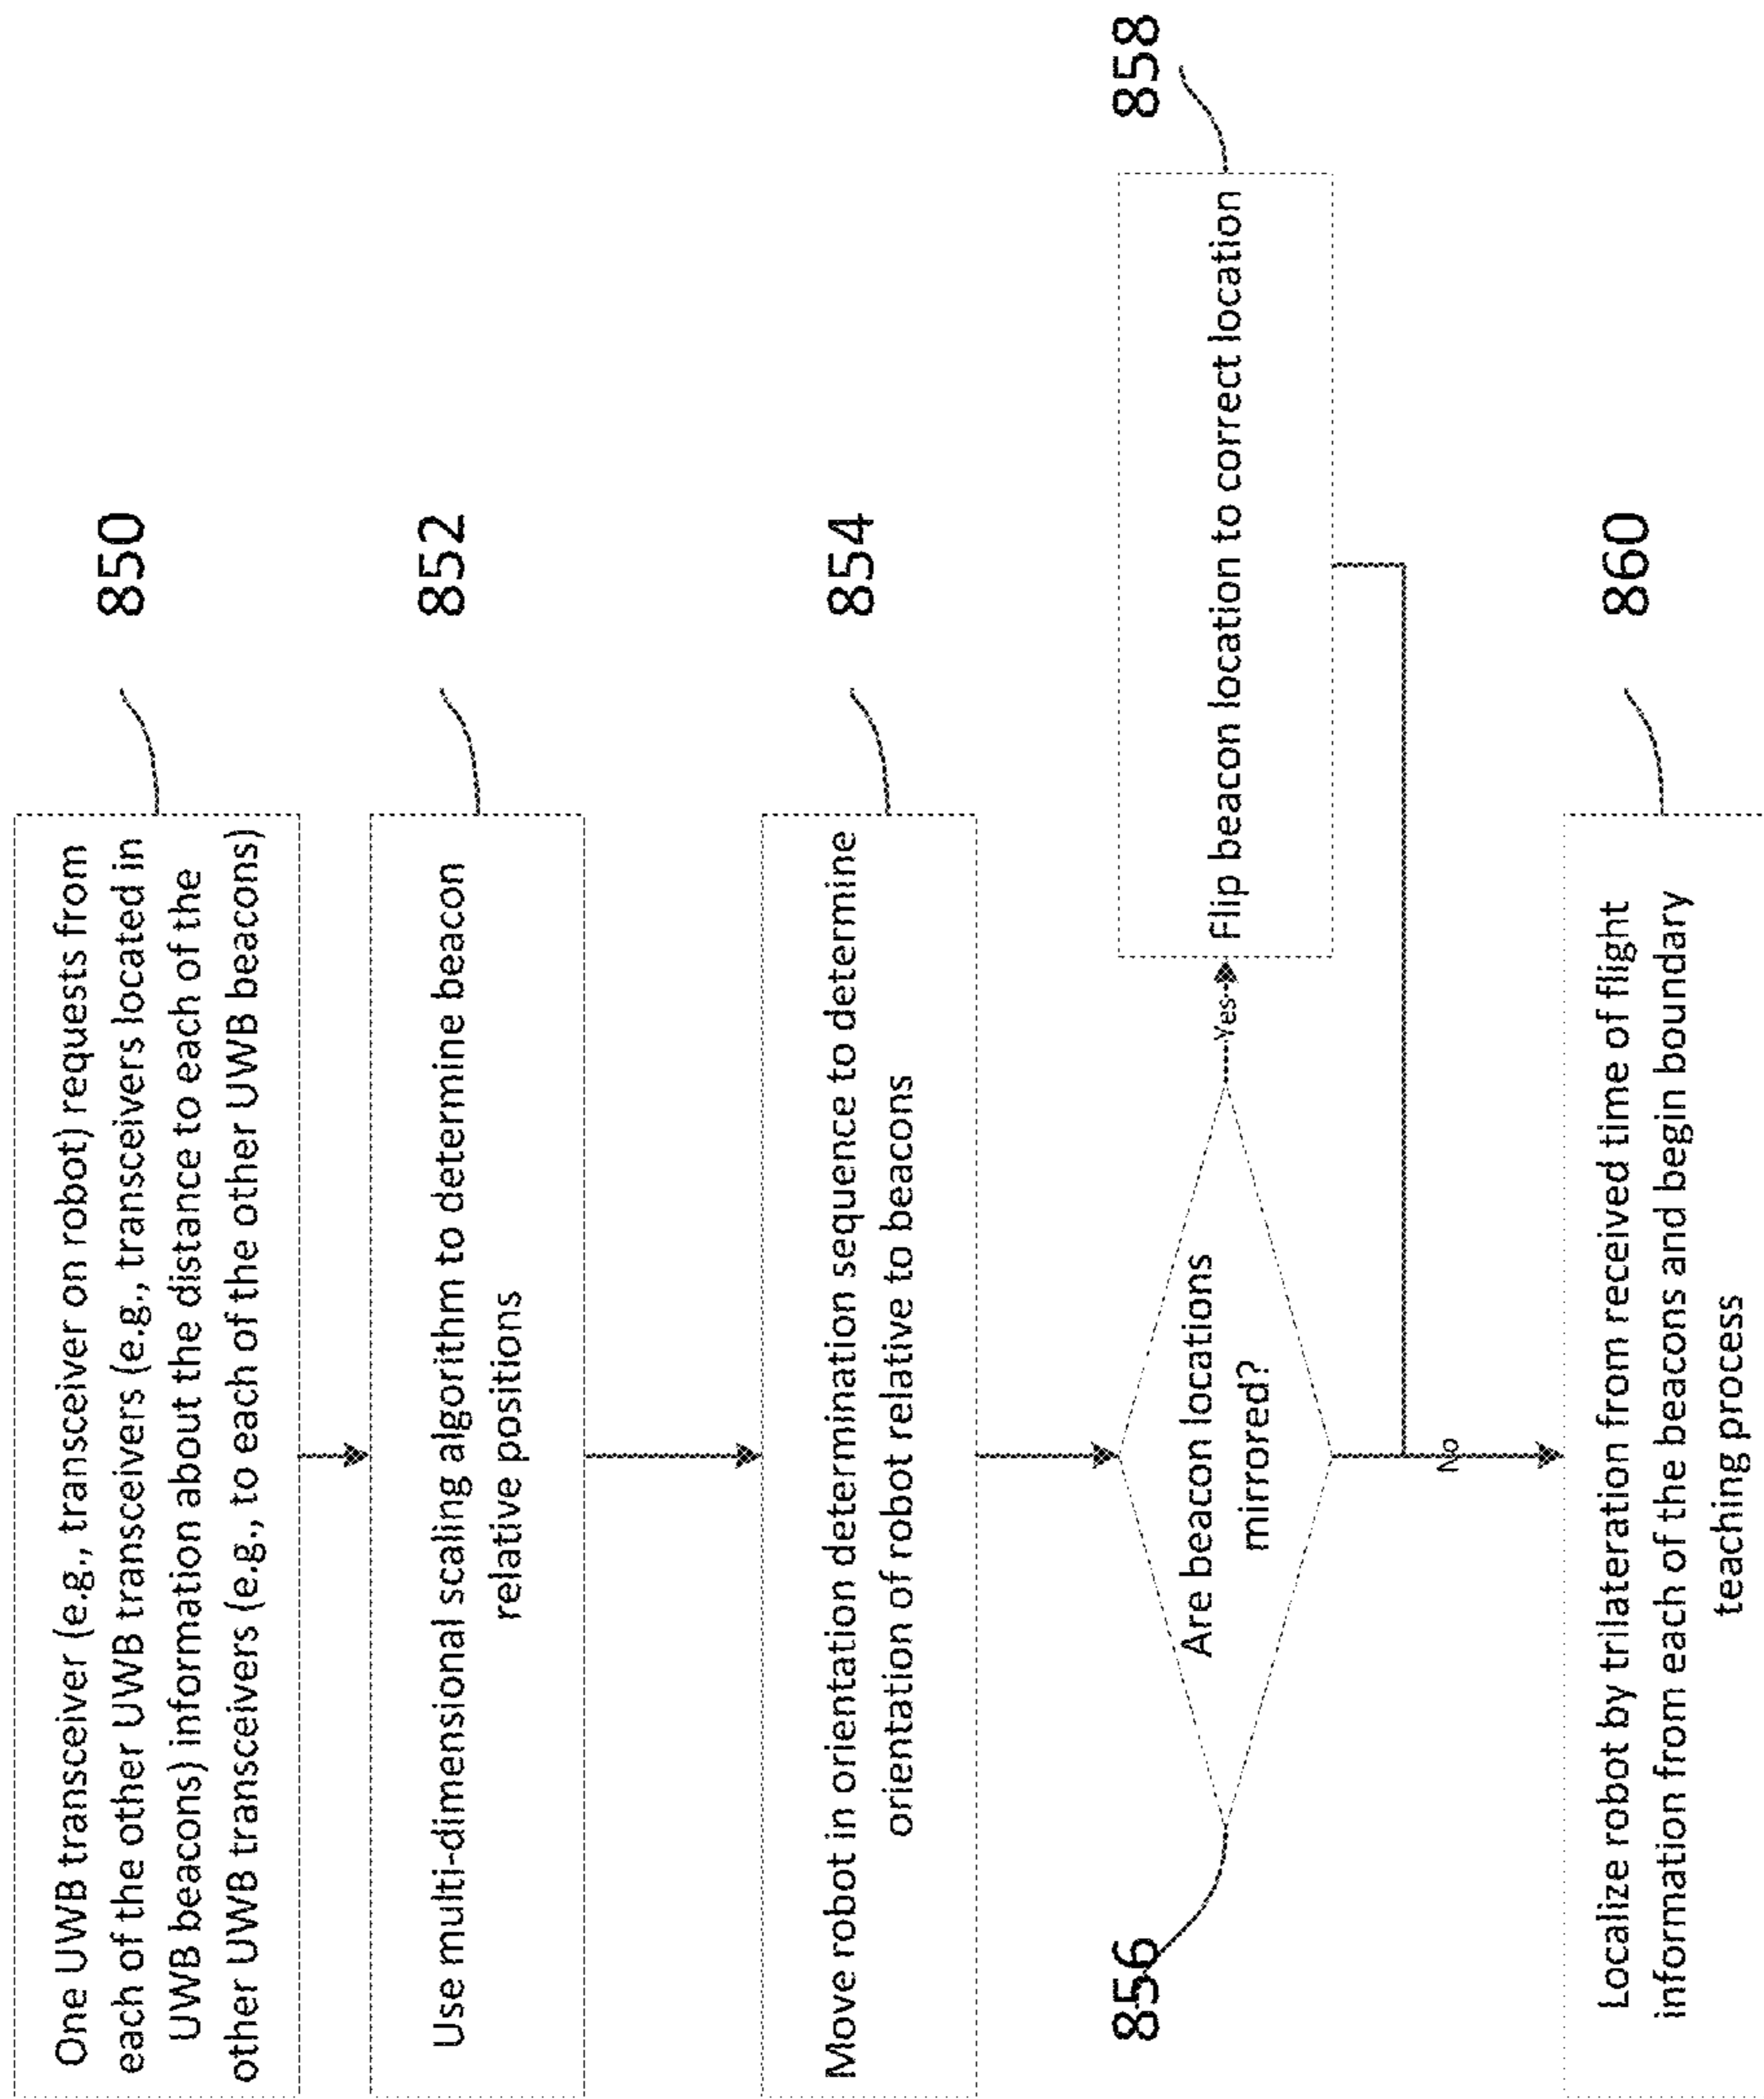 One UWB transceiver (e.g., transceiver on robot) requests from
each of the other UWB transceivers (e.g., transceivers located in
UWB beacons) information about the distance to each of the
other UWB transceivers (e.g., to each of the other UWB beacons)
850
Use multi-dimensional scaling algorithm to determine beacon
relative positions
852
Move robot in orientation determination sequence to determine
orientation of robot relative to beacons
854
856
Are beacon locations
mirrored?
Yes
Flip beacon location to correct location
858
No
Localize robot by trilateration from received time of flight
information from each of the beacons and begin boundary
teaching process
860